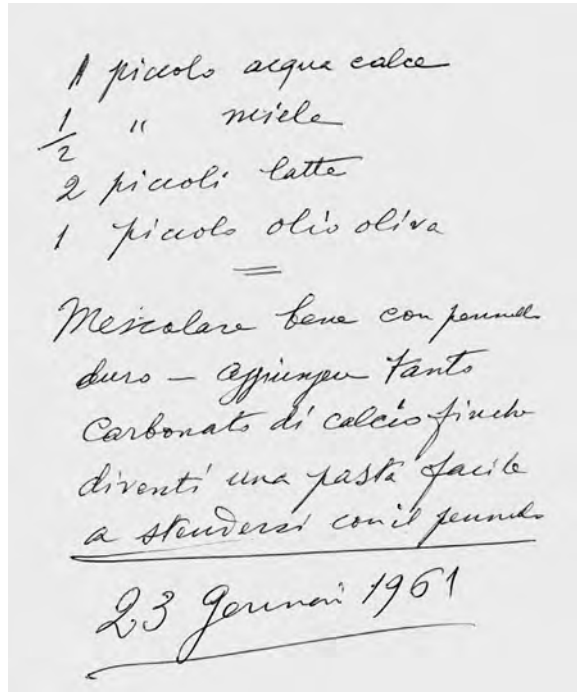 1 piccolo acqua calce
1/2 " miele
2 piccoli latte
1 piccolo olio oliva
Mescolare bene con pennello
duro — aggiungere tanto
Carbonato di calcio finché
diventi una pasta facile
a stendersi con il pennello
23 Gennaio 1961